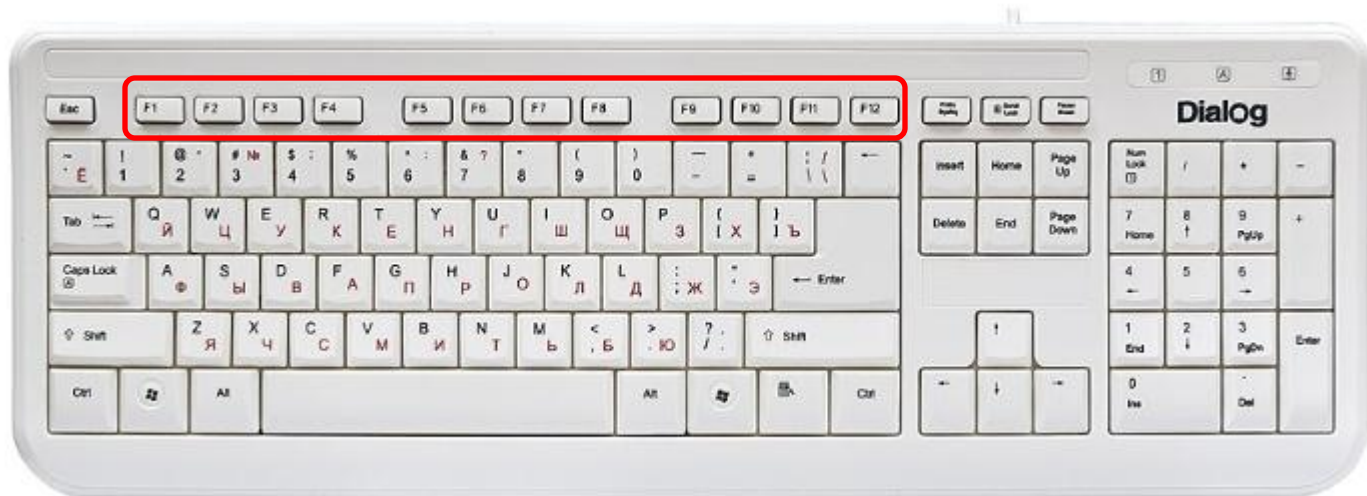 Dialog
Esc F1 F2 F3 F4 F5 F6 F7 F8 F9 F10 F11 F12 Scroll Lock
~ ` Ё ! 1 @ " 2 # № 3 $ ; 4 % 5 6 & ? 7 * 8 ( 9 ) 0 — - = Insert Home Page Up Num Lock / * -
Tab Q Й W Ц E У R К T Е Y Н U Г I Ш O Щ P З { [ Х } ] Ъ Delete End Page Down 7 Home 8 ↑ 9 PgUp +
Caps Lock A Ф S Ы D В F А G П H Р J О K Л L Д : ; Ж " ' Э ← Enter 4 ← 5 6 →
⇧ Shift Z Я X Ч C С V М B И N Т M Ь < , Б > . Ю ? / . ⇧ Shift ↑ 1 End 2 ↓ 3 PgDn Enter
Ctrl Alt Alt Ctrl ← ↓ → 0 Ins . Del